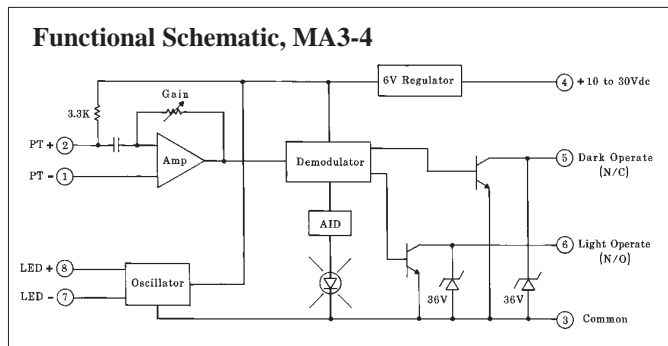 Functional Schematic, MA3-4
6V Regulator
4 +10 to 30Vdc
Gain
3.3K
PT + 2
Amp
Demodulator
5 Dark Operate
(N/C)
PT - 1
AID
6 Light Operate
(N/O)
LED + 8
Oscillator
LED - 7
36V
36V
3 Common